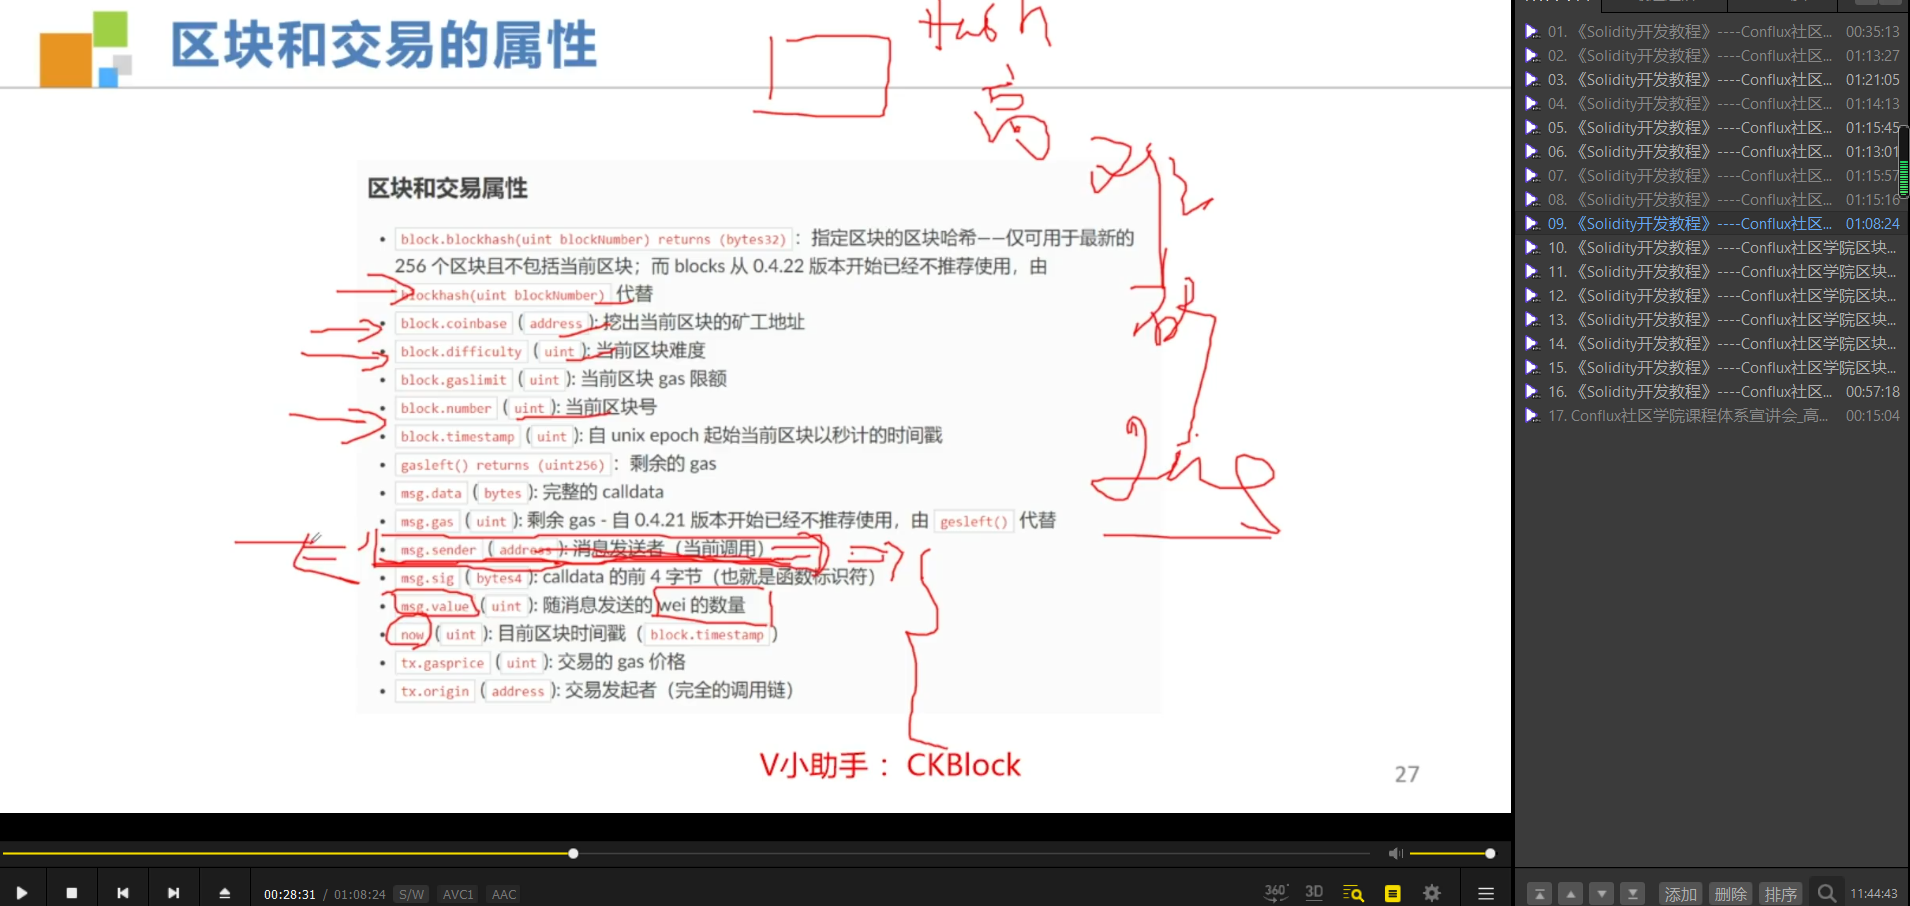 区块和交易的属性
Hash
高
区块和交易属性
block.blockhash(uint blockNumber) returns (bytes32)：指定区块的区块哈希——仅可用于最新的
256 个区块且不包括当前区块；而 blocks 从 0.4.22 版本开始已经不推荐使用，由
blockhash(uint blockNumber) 代替
block.coinbase (address): 挖出当前区块的矿工地址
block.difficulty (uint): 当前区块难度
block.gaslimit (uint): 当前区块 gas 限额
block.number (uint): 当前区块号
block.timestamp (uint): 自 unix epoch 起始当前区块以秒计的时间戳
gasleft() returns (uint256)：剩余的 gas
msg.data (bytes): 完整的 calldata
msg.gas (uint): 剩余 gas - 自 0.4.21 版本开始已经不推荐使用，由 gesleft() 代替
msg.sender (address): 消息发送者（当前调用）
msg.sig (bytes4): calldata 的前 4 字节（也就是函数标识符）
msg.value (uint): 随消息发送的 wei 的数量
now (uint): 目前区块时间戳（block.timestamp）
tx.gasprice (uint): 交易的 gas 价格
tx.origin (address): 交易发起者（完全的调用链）
V小助手： CKBlock
27
00:28:31 / 01:08:24 S/W AVC1 AAC
360° 3D
01. 《Solidity开发教程》----Conflux社区... 00:35:13
02. 《Solidity开发教程》----Conflux社区... 01:13:27
03. 《Solidity开发教程》----Conflux社区... 01:21:05
04. 《Solidity开发教程》----Conflux社区... 01:14:13
05. 《Solidity开发教程》----Conflux社区... 01:15:45
06. 《Solidity开发教程》----Conflux社区... 01:13:01
07. 《Solidity开发教程》----Conflux社区... 01:15:57
08. 《Solidity开发教程》----Conflux社区... 01:15:16
09. 《Solidity开发教程》----Conflux社区... 01:08:24
10. 《Solidity开发教程》----Conflux社区学院区块...
11. 《Solidity开发教程》----Conflux社区学院区块...
12. 《Solidity开发教程》----Conflux社区学院区块...
13. 《Solidity开发教程》----Conflux社区学院区块...
14. 《Solidity开发教程》----Conflux社区学院区块...
15. 《Solidity开发教程》----Conflux社区学院区块...
16. 《Solidity开发教程》----Conflux社区... 00:57:18
17. Conflux社区学院课程体系宣讲会_高... 00:15:04
添加 删除 排序 11:44:43